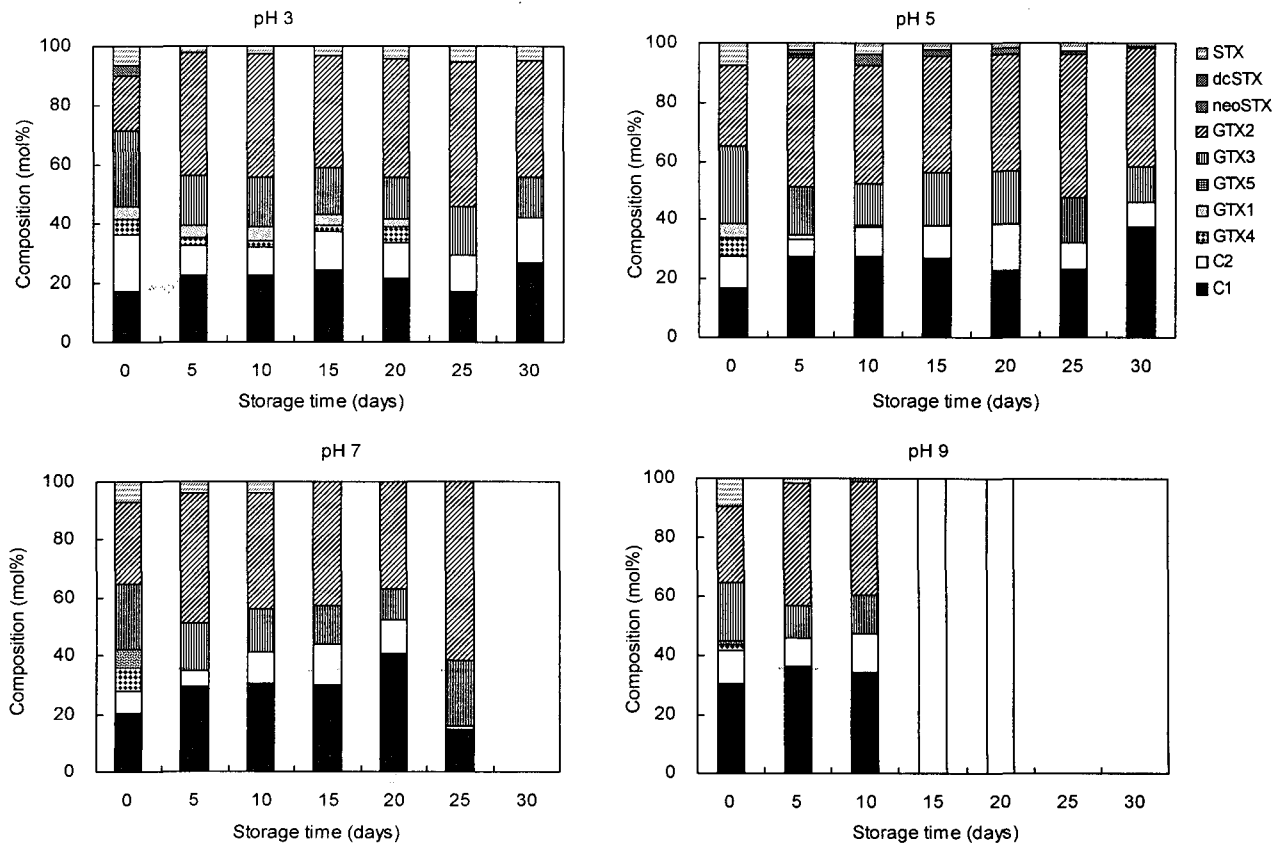 pH 3
100
80
60
40
20
0
Composition (mol%)
0 5 10 15 20 25 30
Storage time (days)
pH 5
100
80
60
40
20
0
Composition (mol%)
0 5 10 15 20 25 30
Storage time (days)
STX
dcSTX
neoSTX
GTX2
GTX3
GTX5
GTX1
GTX4
C2
C1
pH 7
100
80
60
40
20
0
Composition (mol%)
0 5 10 15 20 25 30
Storage time (days)
pH 9
100
80
60
40
20
0
Composition (mol%)
0 5 10 15 20 25 30
Storage time (days)